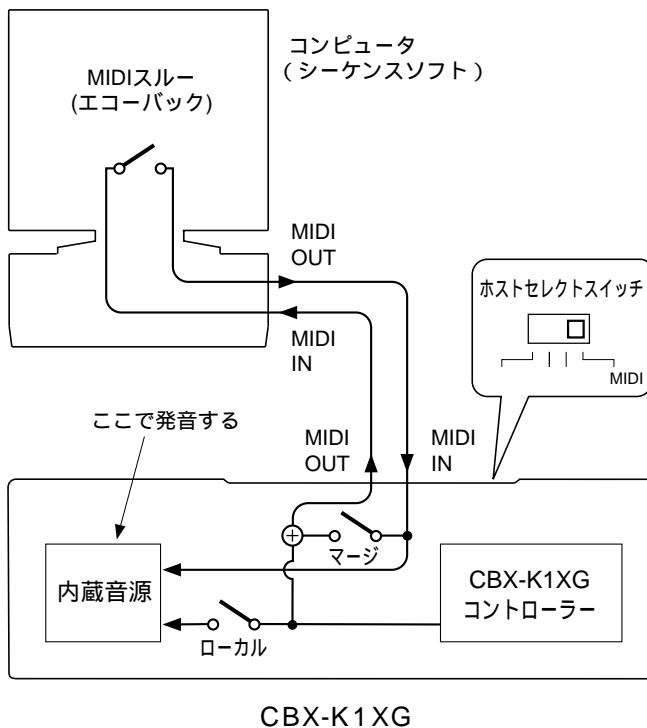 コンピュータ
(シーケンスソフト)
MIDIスルー
(エコーバック)
MIDI
OUT
MIDI
IN
ホストセレクトスイッチ
MIDI
ここで発音する
MIDI
OUT
MIDI
IN
マージ
内蔵音源
ローカル
CBX-K1XG
コントローラー
CBX-K1XG